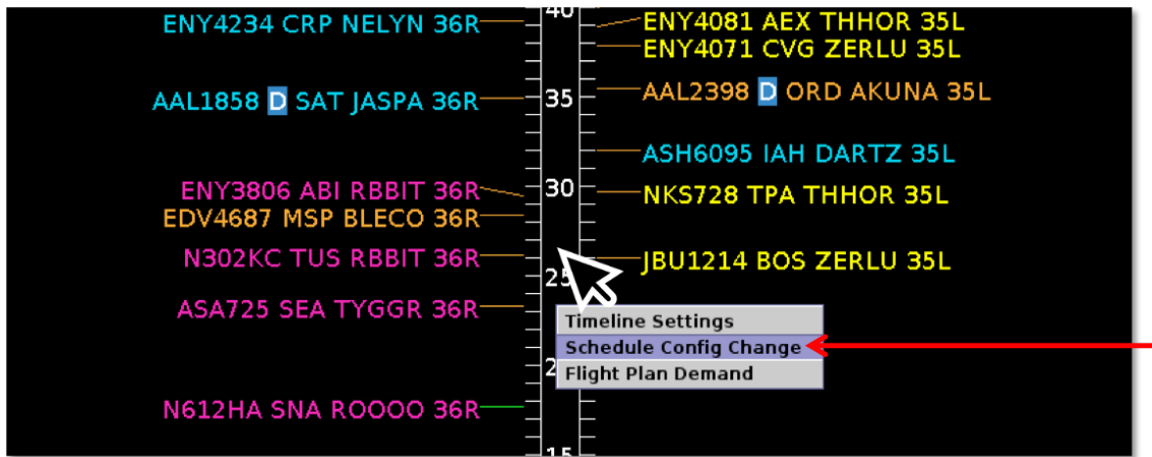 ENY4234 CRP NELYN 36R
AAL1858 D SAT JASPA 36R
ENY3806 ABI RBBIT 36R
EDV4687 MSP BLECO 36R
N302KC TUS RBBIT 36R
ASA725 SEA TYGGR 36R
N612HA SNA ROOOO 36R
40
35
30
25
2
15
ENY4081 AEX THHOR 35L
ENY4071 CVG ZERLU 35L
AAL2398 D ORD AKUNA 35L
ASH6095 IAH DARTZ 35L
NKS728 TPA THHOR 35L
JBU1214 BOS ZERLU 35L
Timeline Settings
Schedule Config Change
Flight Plan Demand